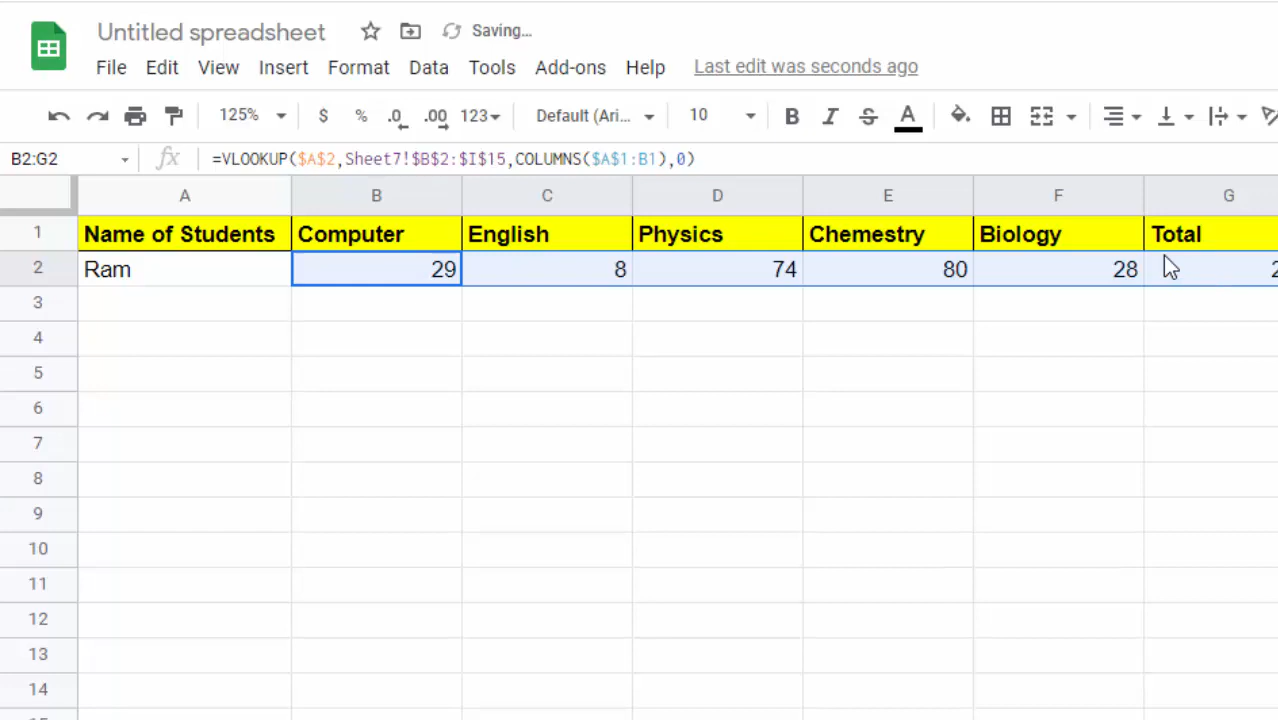 Untitled spreadsheet Saving...
File Edit View Insert Format Data Tools Add-ons Help Last edit was seconds ago
125% $ % .0 .00 123 Default (Ari... 10 B I S A
B2:G2 fx =VLOOKUP($A$2,Sheet7!$B$2:$I$15,COLUMNS($A$1:B1),0)
A B C D E F G
1 Name of Students Computer English Physics Chemestry Biology Total
2 Ram 29 8 74 80 28
3
4
5
6
7
8
9
10
11
12
13
14